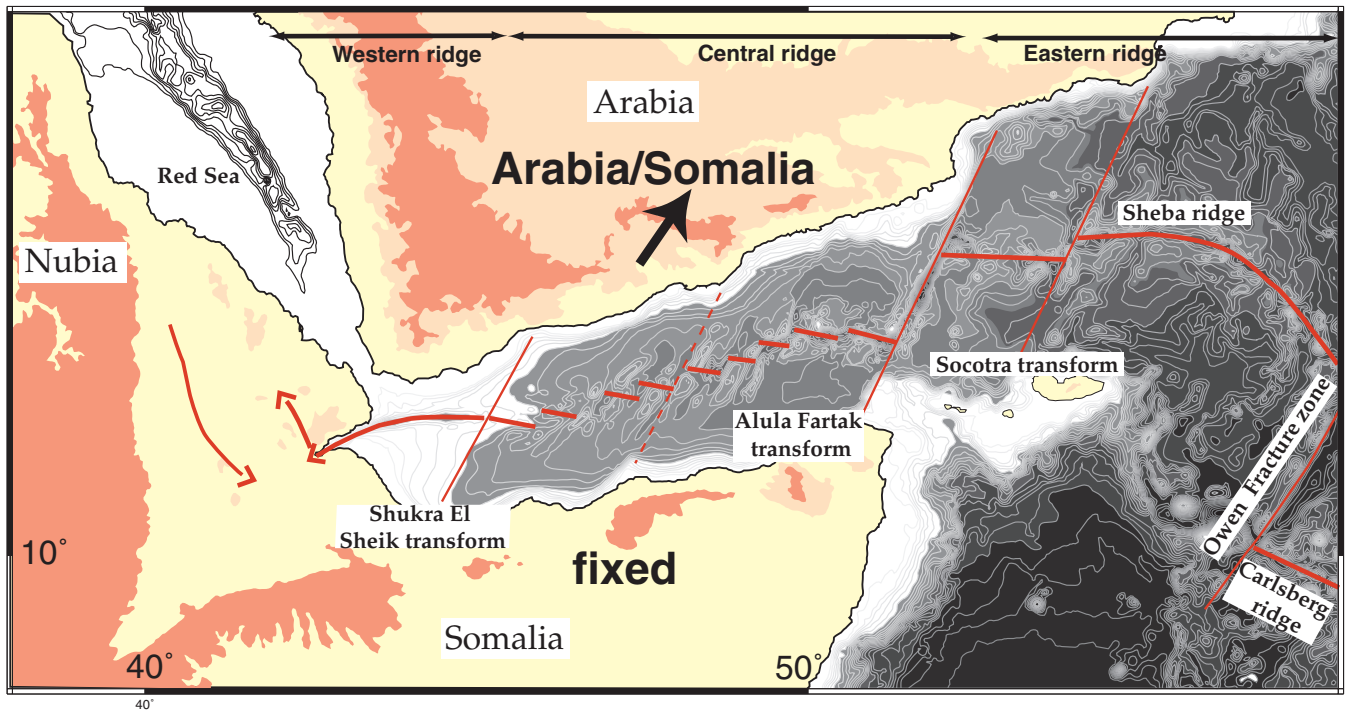 Western ridge
Central ridge
Eastern ridge
Arabia
Red Sea
Arabia/Somalia
Sheba ridge
Nubia
Socotra transform
Alula Fartak
transform
Owen Fracture zone
Shukra El
Sheik transform
10°
fixed
Carlsberg
ridge
Somalia
40°
50°
40°